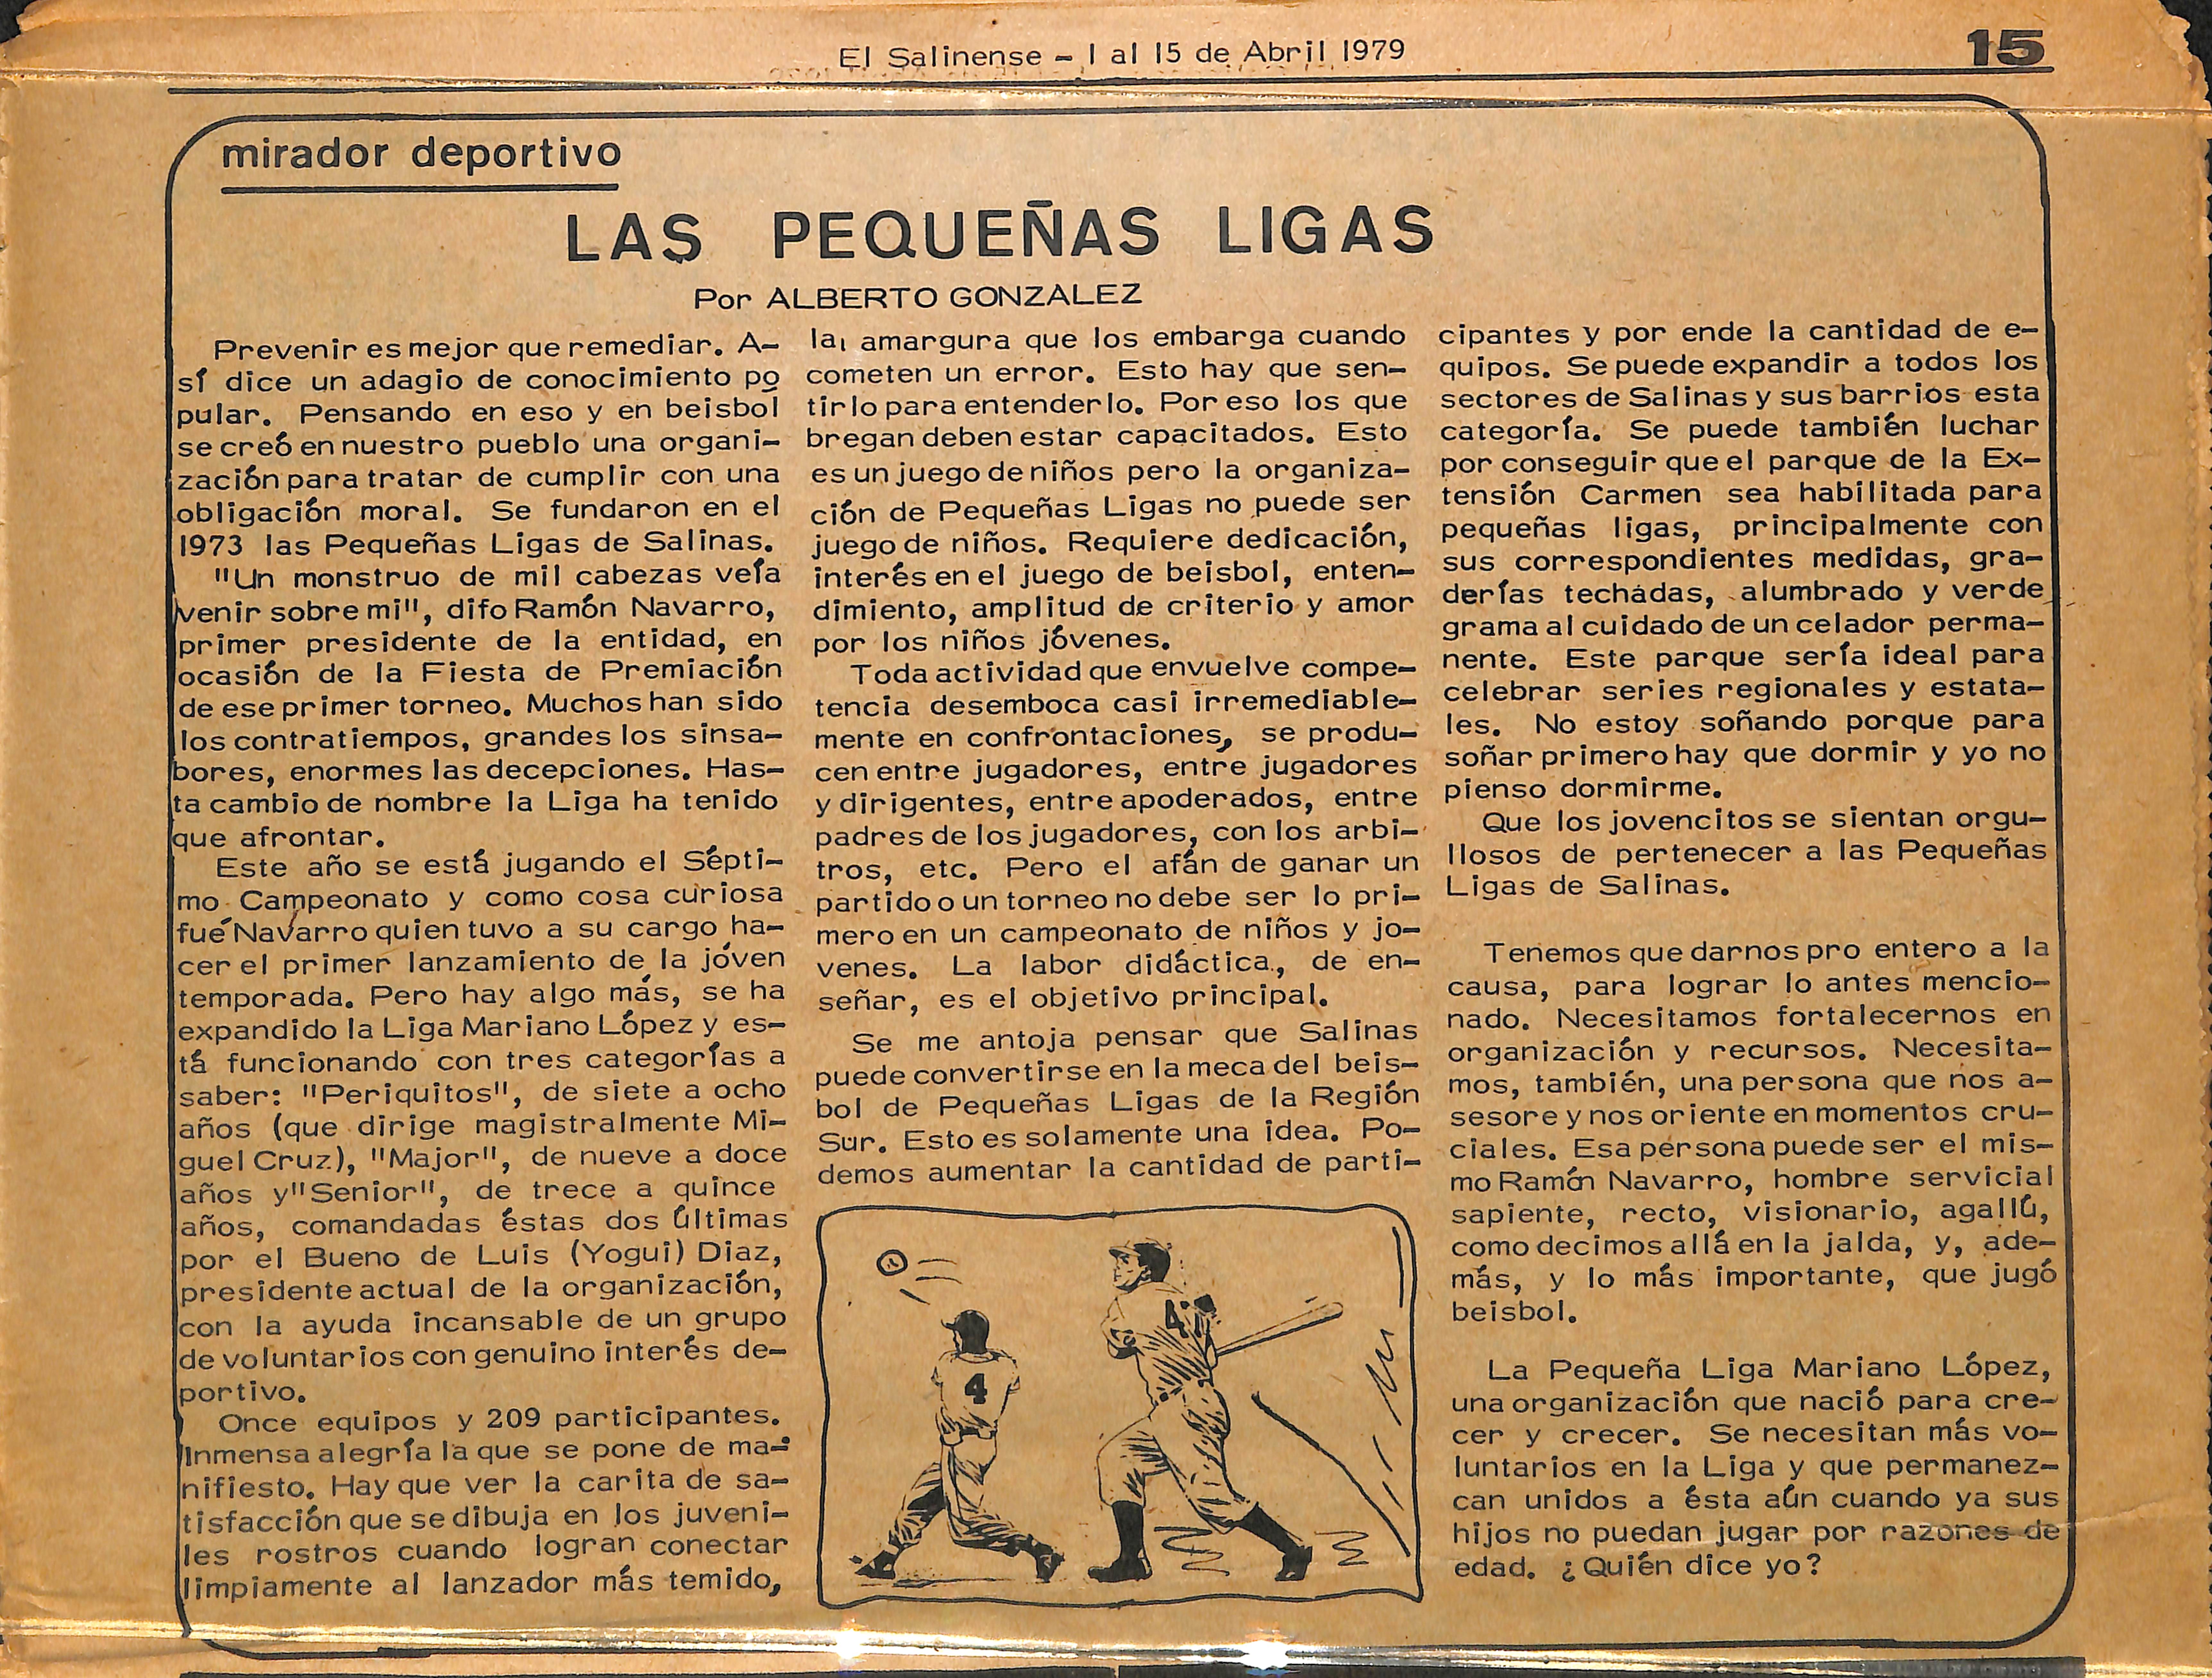 El Salinense - 1 al 15 de Abril 1979
15
mirador deportivo
LAS PEQUEÑAS LIGAS
Por ALBERTO GONZALEZ
Prevenir es mejor que remediar. A-
sí dice un adagio de conocimiento po
pular. Pensando en eso y en beisbol
se creó en nuestro pueblo una organi-
zación para tratar de cumplir con una
obligación moral. Se fundaron en el
1973 las Pequeñas Ligas de Salinas.
"Un monstruo de mil cabezas veía
venir sobre mi", difo Ramón Navarro,
primer presidente de la entidad, en
ocasión de la Fiesta de Premiación
de ese primer torneo. Muchos han sido
los contratiempos, grandes los sinsa-
bores, enormes las decepciones. Has-
ta cambio de nombre la Liga ha tenido
que afrontar.
Este año se está jugando el Sépti-
mo Campeonato y como cosa curiosa
fué Navarro quien tuvo a su cargo ha-
cer el primer lanzamiento de la jóven
temporada. Pero hay algo más, se ha
expandido la Liga Mariano López y es-
tá funcionando con tres categorías a
saber: "Periquitos", de siete a ocho
años (que dirige magistralmente Mi-
guel Cruz), "Major", de nueve a doce
años y "Senior", de trece a quince
años, comandadas éstas dos últimas
por el Bueno de Luis (Yogui) Diaz,
presidente actual de la organización,
con la ayuda incansable de un grupo
de voluntarios con genuino interés de-
portivo.
Once equipos y 209 participantes.
Inmensa alegría la que se pone de ma-
nifiesto. Hay que ver la carita de sa-
tisfacción que se dibuja en los juveni-
les rostros cuando logran conectar
limpiamente al lanzador más temido,
la amargura que los embarga cuando
cometen un error. Esto hay que sen-
tirlo para entenderlo. Por eso los que
bregan deben estar capacitados. Esto
es un juego de niños pero la organiza-
ción de Pequeñas Ligas no puede ser
juego de niños. Requiere dedicación,
interés en el juego de beisbol, enten-
dimiento, amplitud de criterio y amor
por los niños jóvenes.
Toda actividad que envuelve compe-
tencia desemboca casi irremediable-
mente en confrontaciones, se produ-
cen entre jugadores, entre jugadores
y dirigentes, entre apoderados, entre
padres de los jugadores, con los arbi-
tros, etc. Pero el afán de ganar un
partido o un torneo no debe ser lo pri-
mero en un campeonato de niños y jo-
venes. La labor didáctica, de en-
señar, es el objetivo principal.
Se me antoja pensar que Salinas
puede convertirse en la meca del beis-
bol de Pequeñas Ligas de la Región
Sur. Esto es solamente una idea. Po-
demos aumentar la cantidad de parti-
4
4
cipantes y por ende la cantidad de e-
quipos. Se puede expandir a todos los
sectores de Salinas y sus barrios esta
categoría. Se puede también luchar
por conseguir que el parque de la Ex-
tensión Carmen sea habilitada para
pequeñas ligas, principalmente con
sus correspondientes medidas, gra-
derías techadas, alumbrado y verde
grama al cuidado de un celador perma-
nente. Este parque sería ideal para
celebrar series regionales y estata-
les. No estoy soñando porque para
soñar primero hay que dormir y yo no
pienso dormirme.
Que los jovencitos se sientan orgu-
llosos de pertenecer a las Pequeñas
Ligas de Salinas.
Tenemos que darnos pro entero a la
causa, para lograr lo antes mencio-
nado. Necesitamos fortalecernos en
organización y recursos. Necesita-
mos, también, una persona que nos a-
sesore y nos oriente en momentos cru-
ciales. Esa persona puede ser el mis-
mo Ramón Navarro, hombre servicial
sapiente, recto, visionario, agallú,
como decimos allá en la jalda, y, ade-
más, y lo más importante, que jugó
beisbol.
La Pequeña Liga Mariano López,
una organización que nació para cre-
cer y crecer. Se necesitan más vo-
luntarios en la Liga y que permanez-
can unidos a ésta aún cuando ya sus
hijos no puedan jugar por razones de
edad. ¿Quién dice yo?